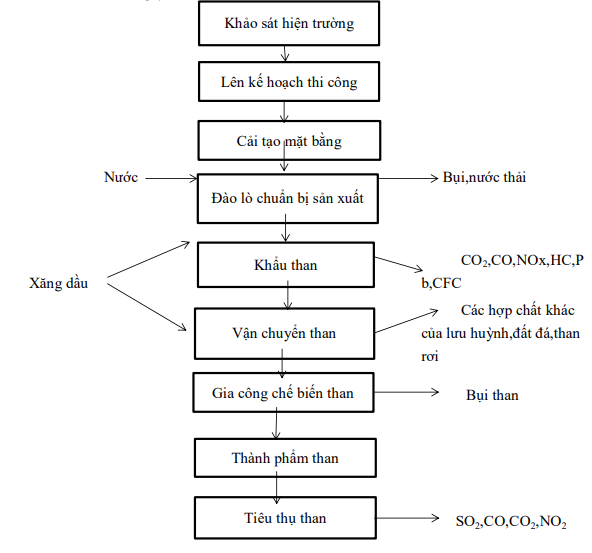 Khảo sát hiện trường
Lên kế hoạch thi công
Cải tạo mặt bằng
Nước
Bụi,nước thải
Đào lò chuẩn bị sản xuất
Khẩu than
CO₂,CO,NOx,HC,P
b,CFC
Xăng dầu
Các hợp chất khác
của lưu huỳnh,đất đá,than
rơi
Vận chuyển than
Gia công chế biến than
Bụi than
Thành phẩm than
Tiêu thụ than
SO₂,CO,CO₂,NO₂